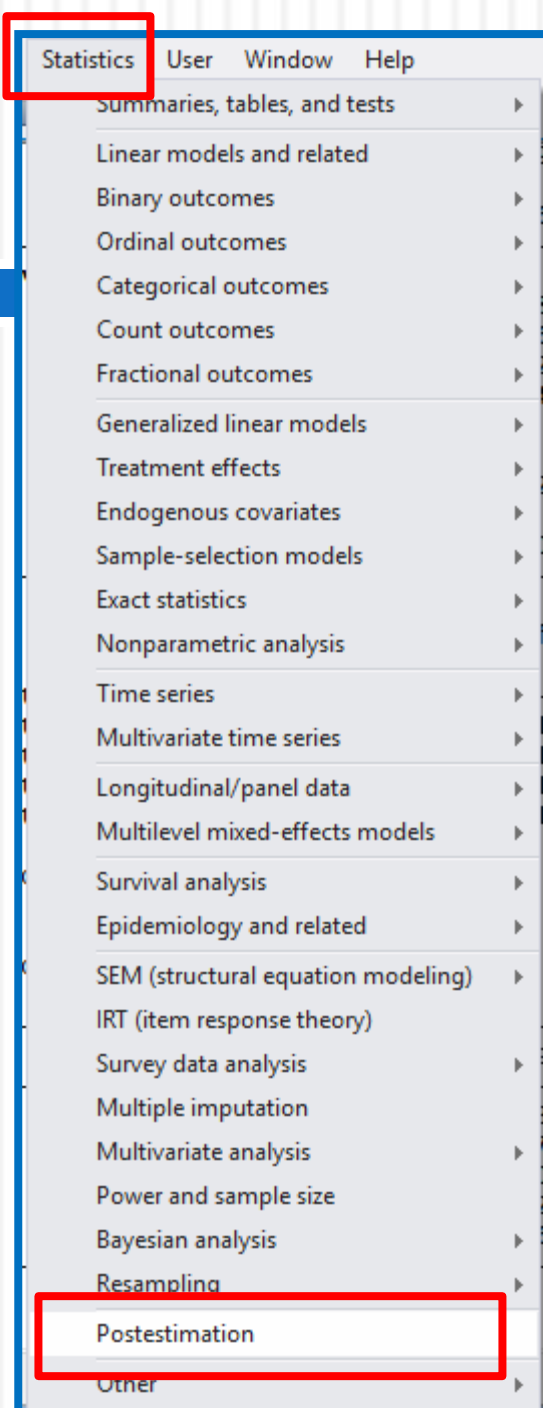 Statistics User Window Help
Summaries, tables, and tests
Linear models and related
Binary outcomes
Ordinal outcomes
Categorical outcomes
Count outcomes
Fractional outcomes
Generalized linear models
Treatment effects
Endogenous covariates
Sample-selection models
Exact statistics
Nonparametric analysis
Time series
Multivariate time series
Longitudinal/panel data
Multilevel mixed-effects models
Survival analysis
Epidemiology and related
SEM (structural equation modeling)
IRT (item response theory)
Survey data analysis
Multiple imputation
Multivariate analysis
Power and sample size
Bayesian analysis
Resampling
Postestimation
Other